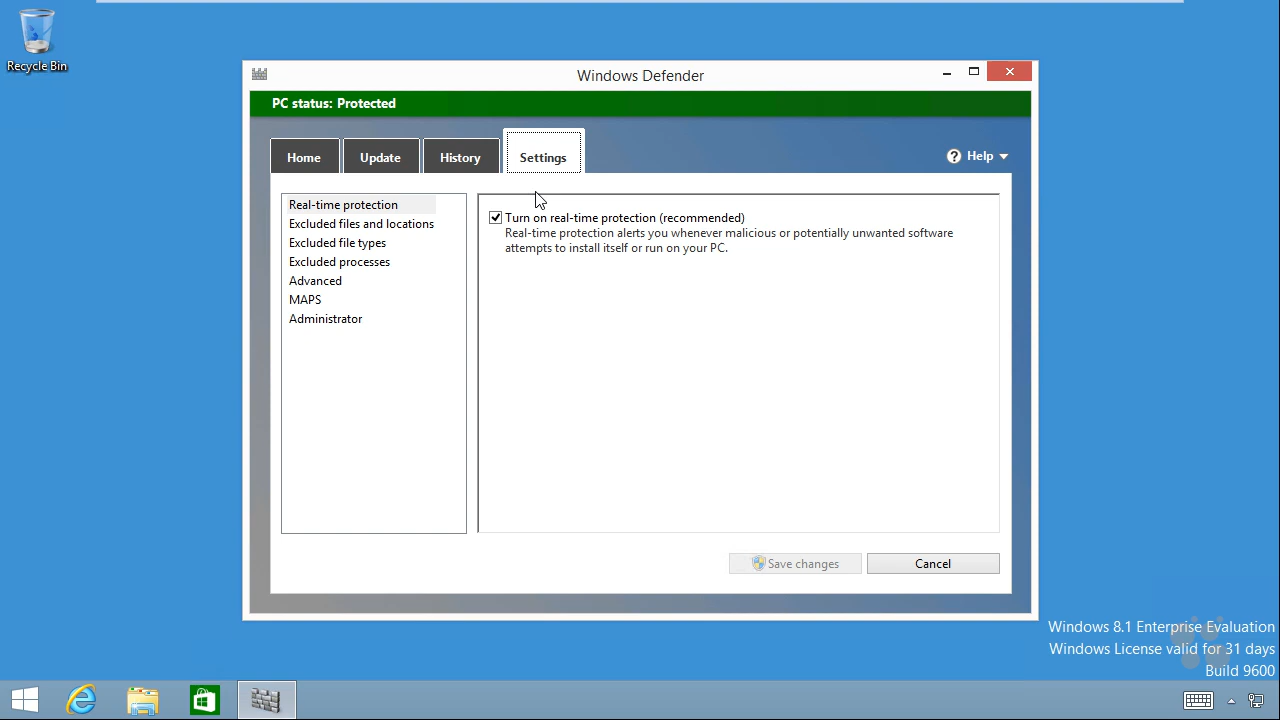 Recycle Bin
Windows Defender
PC status: Protected
Home
Update
History
Settings
Help
Real-time protection
Excluded files and locations
Excluded file types
Excluded processes
Advanced
MAPS
Administrator
Turn on real-time protection (recommended)
Real-time protection alerts you whenever malicious or potentially unwanted software
attempts to install itself or run on your PC.
Save changes
Cancel
Windows 8.1 Enterprise Evaluation
Windows License valid for 31 days
Build 9600